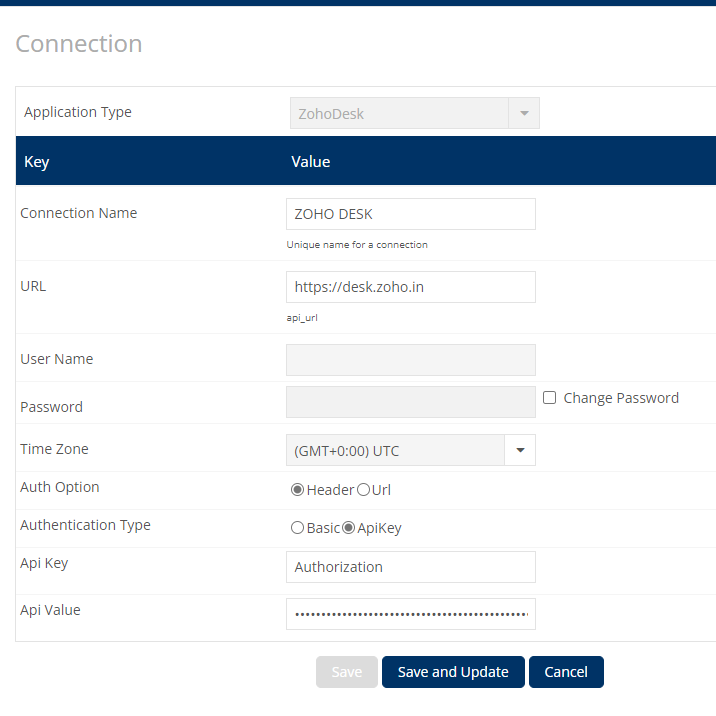 Connection
Application Type ZohoDesk
Key Value
Connection Name ZOHO DESK
Unique name for a connection
URL https://desk.zoho.in
api_url
User Name
Password Change Password
Time Zone (GMT+0:00) UTC
Auth Option Header Url
Authentication Type Basic ApiKey
Api Key Authorization
Api Value
Save Save and Update Cancel